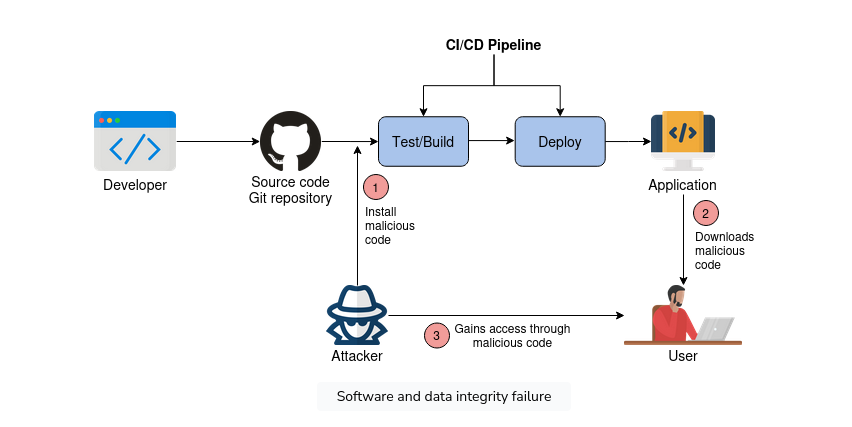 CI/CD Pipeline
Test/Build
Deploy
Developer
Source code
Git repository
Application
1
Install
malicious
code
2
Downloads
malicious
code
3
Gains access through
malicious code
Attacker
User
Software and data integrity failure